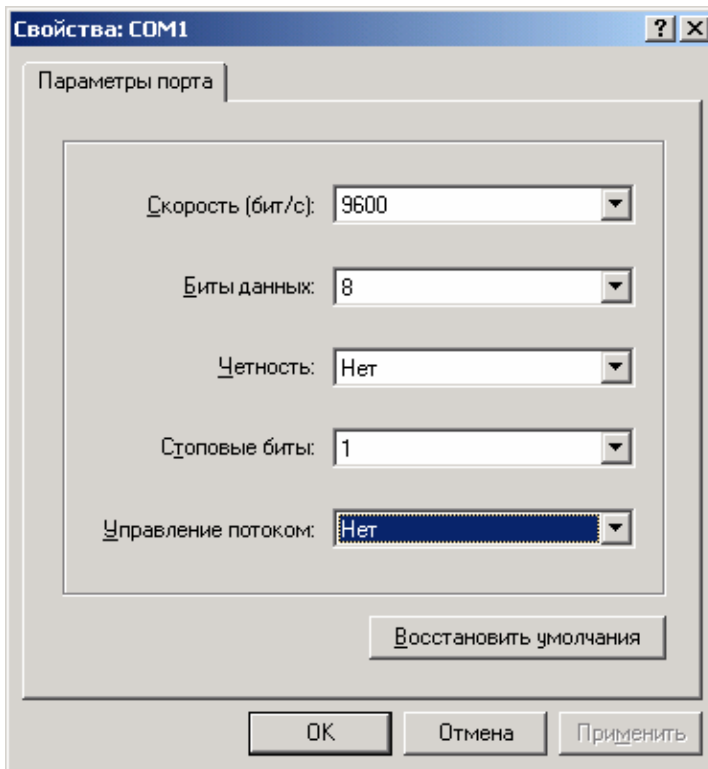 Свойства: COM1
Параметры порта
Скорость (бит/с): 9600
Биты данных: 8
Четность: Нет
Стоповые биты: 1
Управление потоком: Нет
Восстановить умолчания
OK Отмена Применить